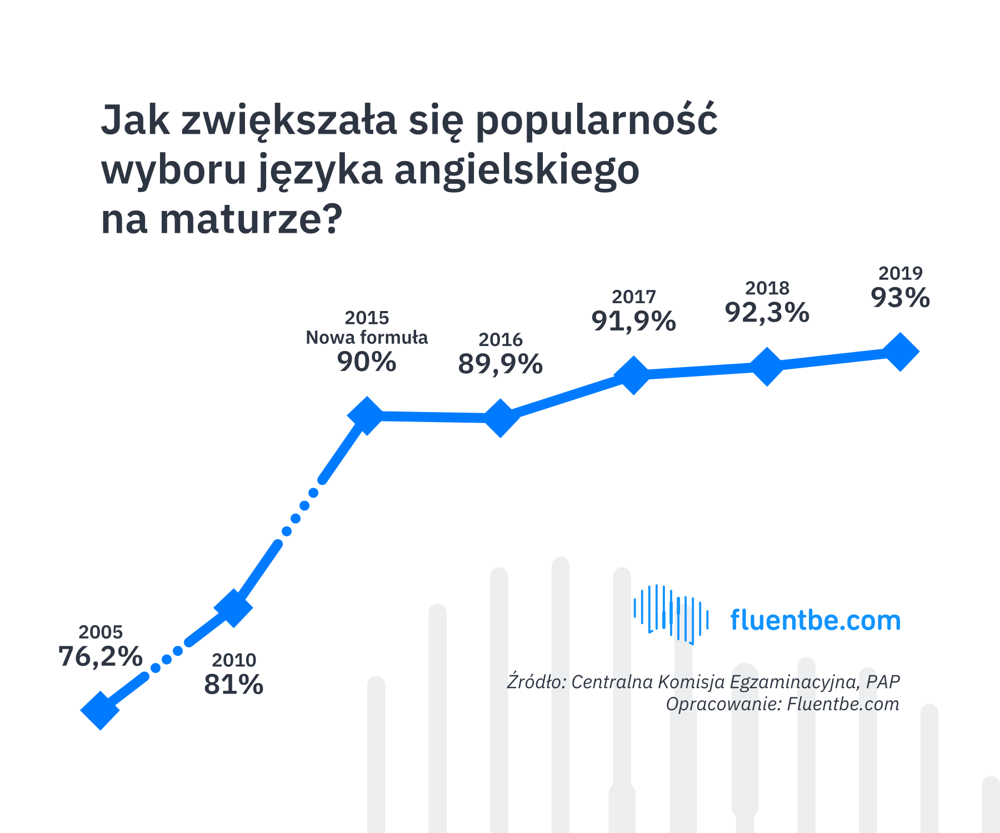 Jak zwiększała się popularność
wyboru języka angielskiego
na maturze?
2005
76,2%
2010
81%
2015
Nowa formuła
90%
2016
89,9%
2017
91,9%
2018
92,3%
2019
93%
fluentbe.com
Źródło: Centralna Komisja Egzaminacyjna, PAP
Opracowanie: Fluentbe.com